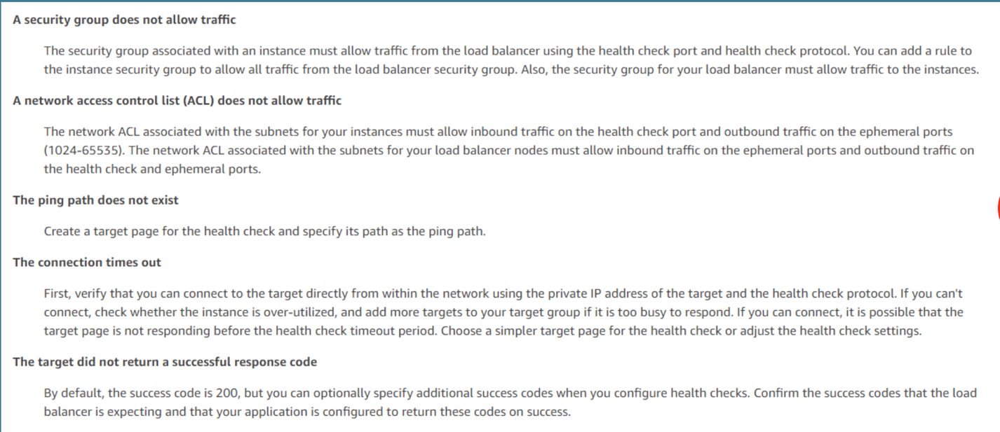 A security group does not allow traffic
The security group associated with an instance must allow traffic from the load balancer using the health check port and health check protocol. You can add a rule to
the instance security group to allow all traffic from the load balancer security group. Also, the security group for your load balancer must allow traffic to the instances.
A network access control list (ACL) does not allow traffic
The network ACL associated with the subnets for your instances must allow inbound traffic on the health check port and outbound traffic on the ephemeral ports
(1024-65535). The network ACL associated with the subnets for your load balancer nodes must allow inbound traffic on the ephemeral ports and outbound traffic on
the health check and ephemeral ports.
The ping path does not exist
Create a target page for the health check and specify its path as the ping path.
The connection times out
First, verify that you can connect to the target directly from within the network using the private IP address of the target and the health check protocol. If you can't
connect, check whether the instance is over-utilized, and add more targets to your target group if it is too busy to respond. If you can connect, it is possible that the
target page is not responding before the health check timeout period. Choose a simpler target page for the health check or adjust the health check settings.
The target did not return a successful response code
By default, the success code is 200, but you can optionally specify additional success codes when you configure health checks. Confirm the success codes that the load
balancer is expecting and that your application is configured to return these codes on success.